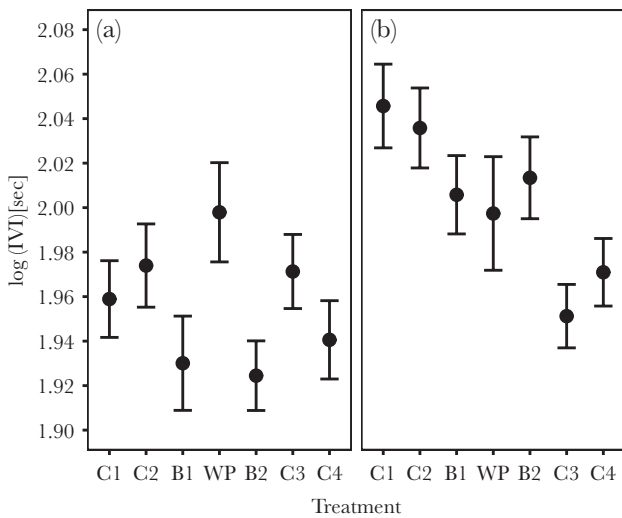 (a) (b)
2.08
2.06
2.04
2.02
2.00
1.98
1.96
1.94
1.92
1.90
log (IVI)[sec]
C1 C2 B1 WP B2 C3 C4 C1 C2 B1 WP B2 C3 C4
Treatment